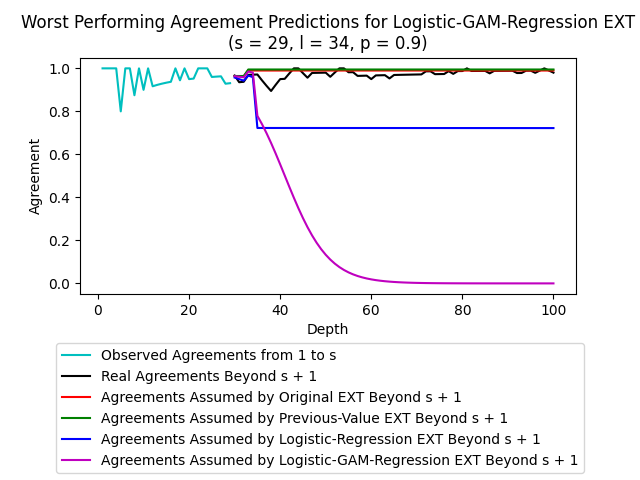 Worst Performing Agreement Predictions for Logistic-GAM-Regression EXT
(s = 29, l = 34, p = 0.9)
1.0
0.8
0.6
0.4
0.2
0.0
Agreement
0 20 40 60 80 100
Depth
Observed Agreements from 1 to s
Real Agreements Beyond s + 1
Agreements Assumed by Original EXT Beyond s + 1
Agreements Assumed by Previous-Value EXT Beyond s + 1
Agreements Assumed by Logistic-Regression EXT Beyond s + 1
Agreements Assumed by Logistic-GAM-Regression EXT Beyond s + 1